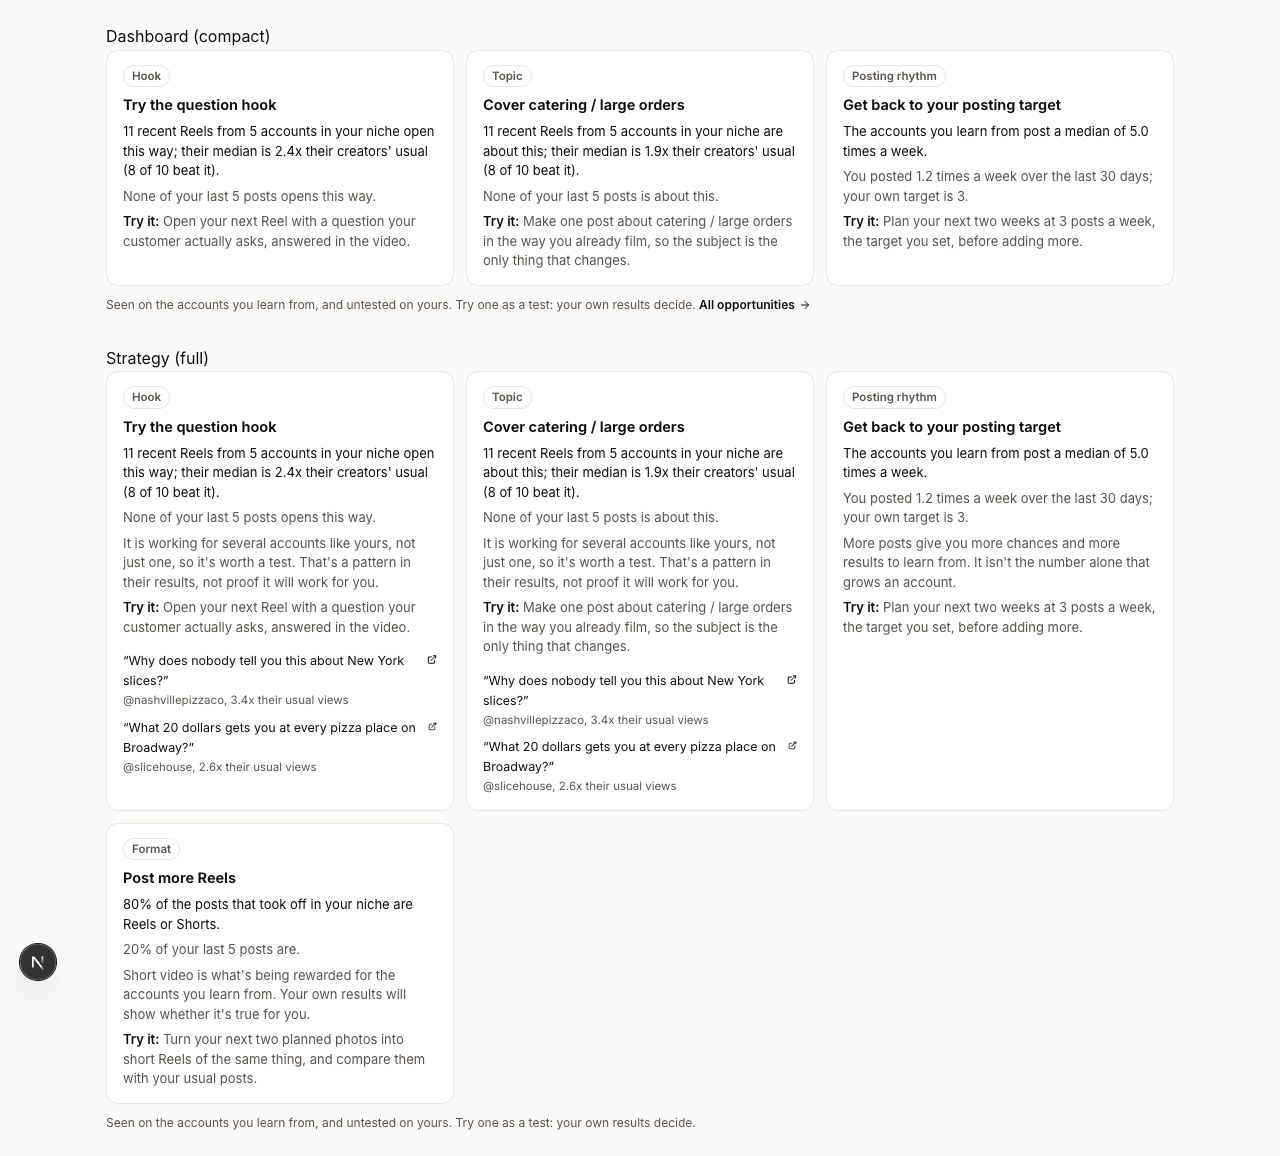 Dashboard (compact)
Hook
Try the question hook
11 recent Reels from 5 accounts in your niche open
this way; their median is 2.4x their creators' usual
(8 of 10 beat it).
None of your last 5 posts opens this way.
Try it: Open your next Reel with a question your
customer actually asks, answered in the video.
Topic
Cover catering / large orders
11 recent Reels from 5 accounts in your niche are
about this; their median is 1.9x their creators' usual
(8 of 10 beat it).
None of your last 5 posts is about this.
Try it: Make one post about catering / large orders
in the way you already film, so the subject is the
only thing that changes.
Posting rhythm
Get back to your posting target
The accounts you learn from post a median of 5.0
times a week.
You posted 1.2 times a week over the last 30 days;
your own target is 3.
Try it: Plan your next two weeks at 3 posts a week,
the target you set, before adding more.
Seen on the accounts you learn from, and untested on yours. Try one as a test: your own results decide. All opportunities →
Strategy (full)
Hook
Try the question hook
11 recent Reels from 5 accounts in your niche open
this way; their median is 2.4x their creators' usual
(8 of 10 beat it).
None of your last 5 posts opens this way.
It is working for several accounts like yours, not
just one, so it's worth a test. That's a pattern in
their results, not proof it will work for you.
Try it: Open your next Reel with a question your
customer actually asks, answered in the video.
“Why does nobody tell you this about New York
slices?”
@nashvillepizzaco, 3.4x their usual views
“What 20 dollars gets you at every pizza place on
Broadway?”
@slicehouse, 2.6x their usual views
Topic
Cover catering / large orders
11 recent Reels from 5 accounts in your niche are
about this; their median is 1.9x their creators' usual
(8 of 10 beat it).
None of your last 5 posts is about this.
It is working for several accounts like yours, not
just one, so it's worth a test. That's a pattern in
their results, not proof it will work for you.
Try it: Make one post about catering / large orders
in the way you already film, so the subject is the
only thing that changes.
“Why does nobody tell you this about New York
slices?”
@nashvillepizzaco, 3.4x their usual views
“What 20 dollars gets you at every pizza place on
Broadway?”
@slicehouse, 2.6x their usual views
Posting rhythm
Get back to your posting target
The accounts you learn from post a median of 5.0
times a week.
You posted 1.2 times a week over the last 30 days;
your own target is 3.
More posts give you more chances and more
results to learn from. It isn't the number alone that
grows an account.
Try it: Plan your next two weeks at 3 posts a week,
the target you set, before adding more.
Format
Post more Reels
80% of the posts that took off in your niche are
Reels or Shorts.
20% of your last 5 posts are.
Short video is what's being rewarded for the
accounts you learn from. Your own results will
show whether it's true for you.
Try it: Turn your next two planned photos into
short Reels of the same thing, and compare them
with your usual posts.
N
Seen on the accounts you learn from, and untested on yours. Try one as a test: your own results decide.